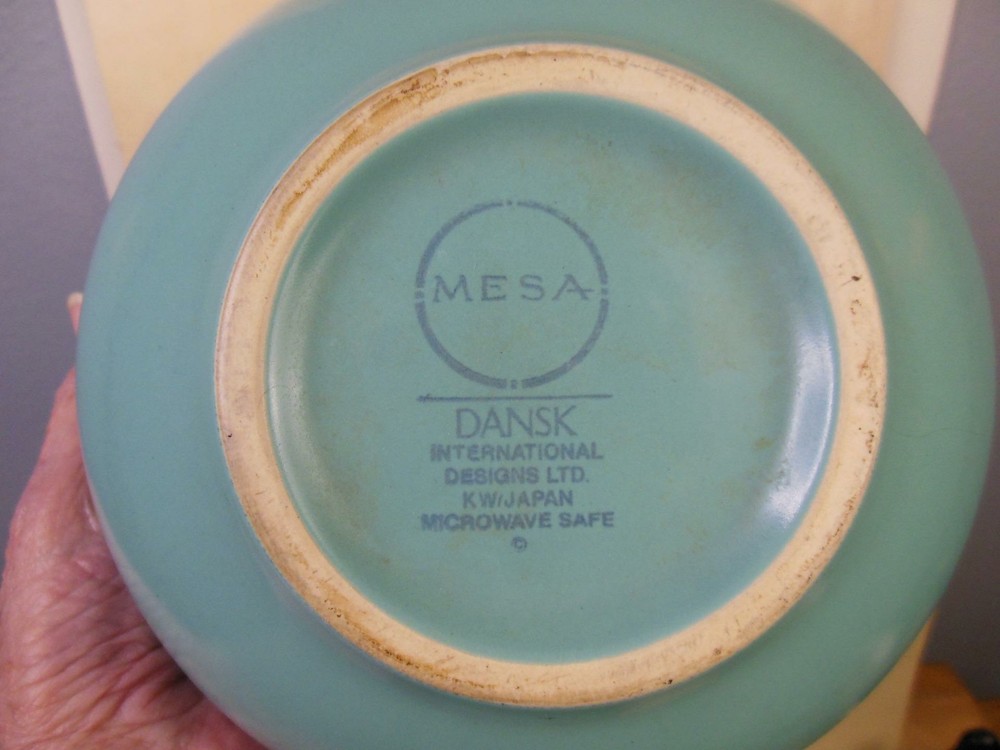 MESA
DANSK
INTERNATIONAL
DESIGNS LTD.
KW/JAPAN
MICROWAVE SAFE
©